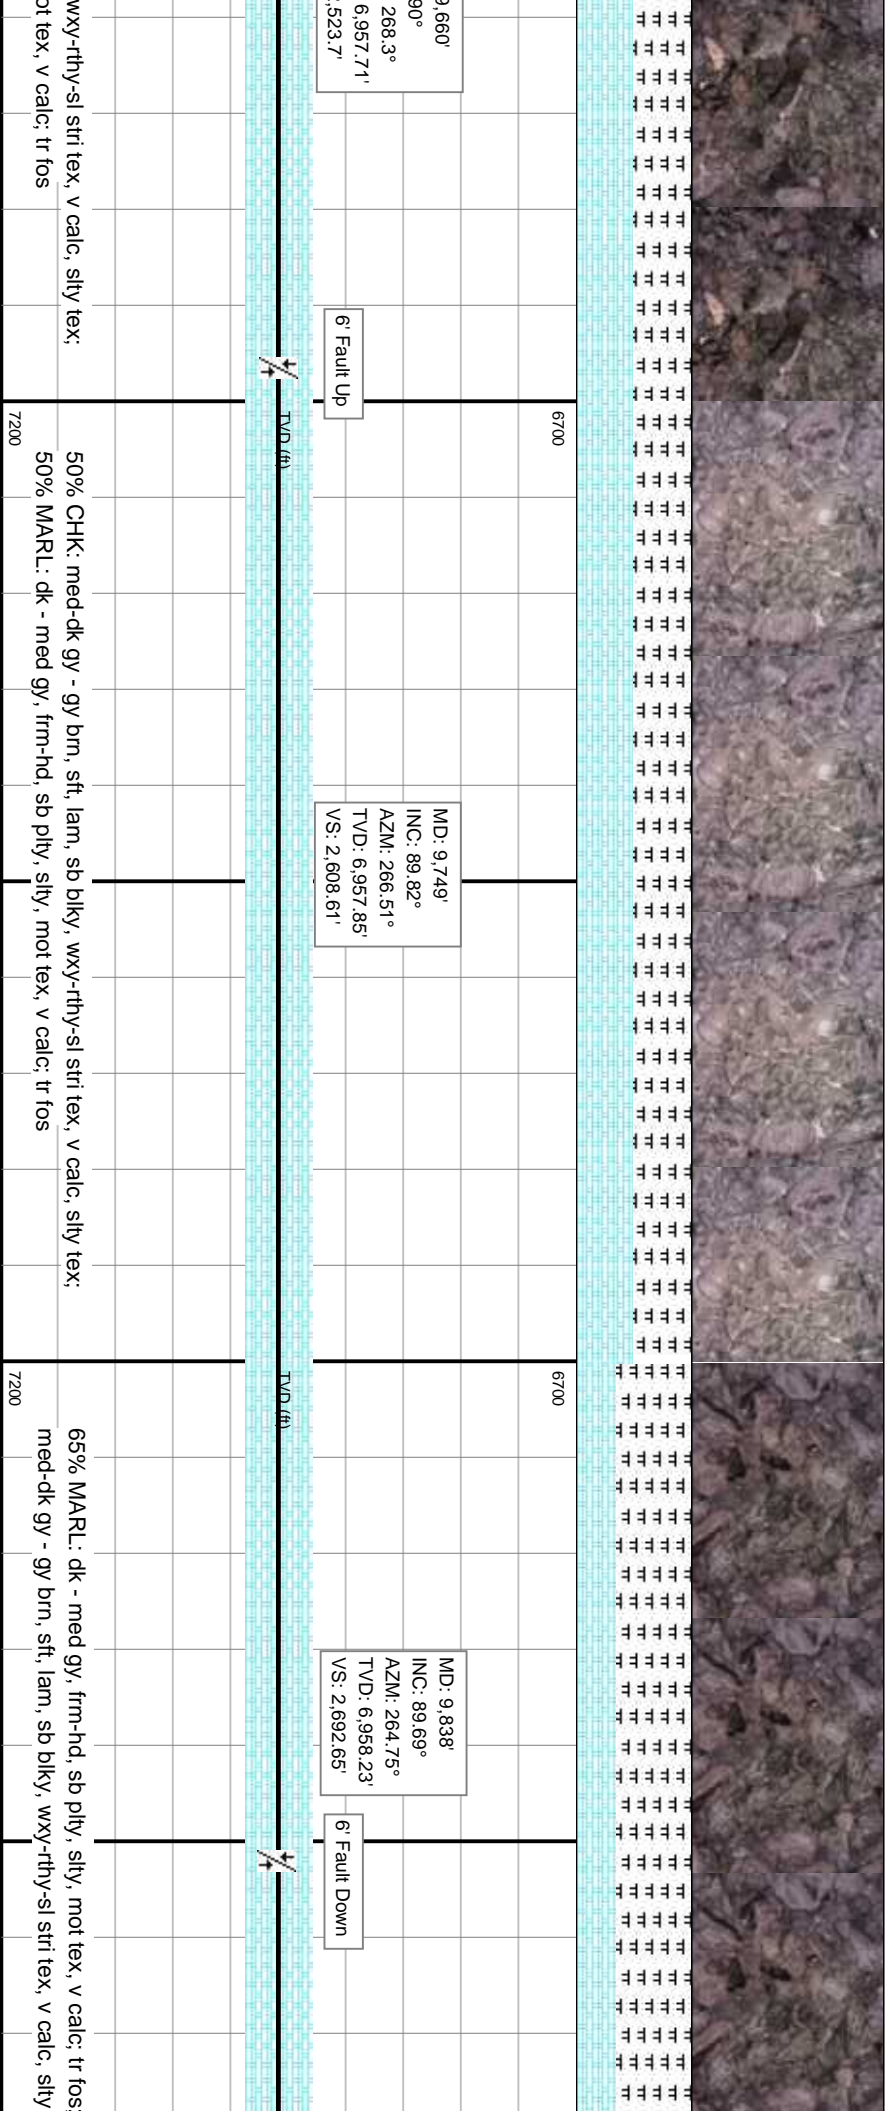 9,660'
90°
268.3°
6,957.71'
2,523.7'
wxy-rthy-sl stri tex, v calc, slty tex;
ot tex, v calc; tr fos
6' Fault Up
6700
TVD (ft)
7200
50% CHK: med-dk gy - gy brn, sft, lam, sb blky, wxy-rthy-sl stri tex, v calc, slty tex;
50% MARL: dk - med gy, frm-hd, sb plty, slty, mot tex, v calc; tr fos
MD: 9,749'
INC: 89.82°
AZM: 266.51°
TVD: 6,957.85'
VS: 2,608.61'
6700
TVD (ft)
7200
65% MARL: dk - med gy, frm-hd, sb plty, slty, mot tex, v calc; tr fos;
med-dk gy - gy brn, sft, lam, sb blky, wxy-rthy-sl stri tex, v calc, slty
MD: 9,838'
INC: 89.69°
AZM: 264.75°
TVD: 6,958.23'
VS: 2,692.65'
6' Fault Down